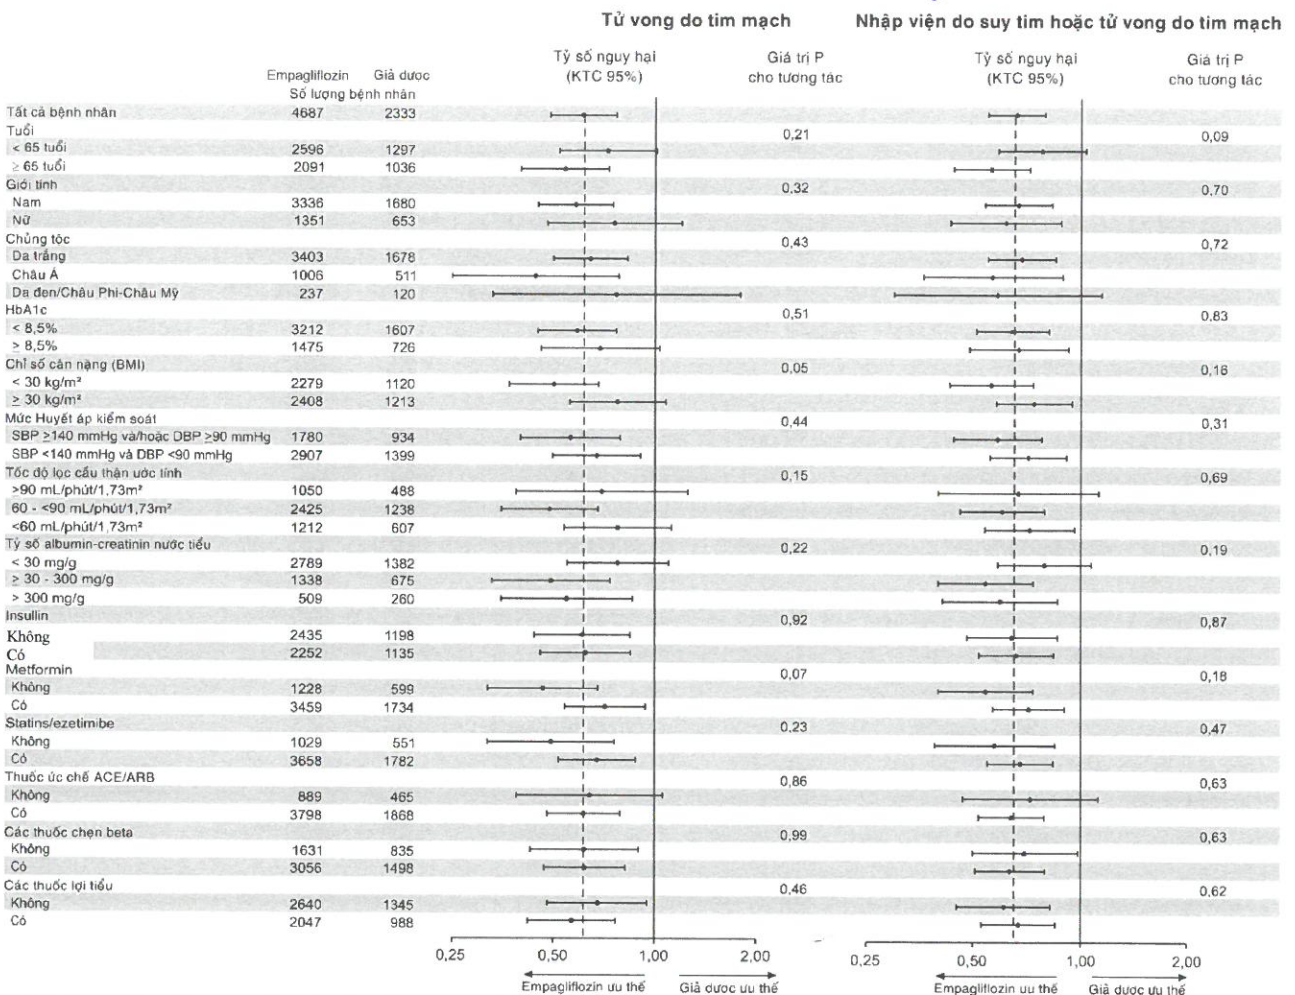 Tử vong do tim mạch Nhập viện do suy tim hoặc tử vong do tim mạch
Tỷ số nguy hại Giá trị P Tỷ số nguy hại Giá trị P
Empagliflozin Giả dược (KTC 95%) cho tương tác (KTC 95%) cho tương tác
Số lượng bệnh nhân
Tất cả bệnh nhân 4687 2333
Tuổi 0,21 0,09
< 65 tuổi 2596 1297
≥ 65 tuổi 2091 1036
Giới tính 0,32 0,70
Nam 3336 1680
Nữ 1351 653
Chủng tộc 0,43 0,72
Da trắng 3403 1678
Châu Á 1006 511
Da đen/Châu Phi-Châu Mỹ 237 120
HbA1c 0,51 0,83
< 8,5% 3212 1607
≥ 8,5% 1475 726
Chỉ số cân nặng (BMI) 0,05 0,16
< 30 kg/m² 2279 1120
≥ 30 kg/m² 2408 1213
Mức Huyết áp kiểm soát 0,44 0,31
SBP ≥140 mmHg và/hoặc DBP ≥90 mmHg 1780 934
SBP <140 mmHg và DBP <90 mmHg 2907 1399
Tốc độ lọc cầu thận ước tính 0,15 0,69
≥90 mL/phút/1,73m² 1050 488
60 - <90 mL/phút/1,73m² 2425 1238
<60 mL/phút/1,73m² 1212 607
Tỷ số albumin-creatinin nước tiểu 0,22 0,19
< 30 mg/g 2789 1382
≥ 30 - 300 mg/g 1338 675
> 300 mg/g 509 260
Insullin 0,92 0,87
Không 2435 1198
Có 2252 1135
Metformin 0,07 0,18
Không 1228 599
Có 3459 1734
Statins/ezetimibe 0,23 0,47
Không 1029 551
Có 3658 1782
Thuốc ức chế ACE/ARB 0,86 0,63
Không 889 465
Có 3798 1868
Các thuốc chẹn beta 0,99 0,63
Không 1631 835
Có 3056 1498
Các thuốc lợi tiểu 0,46 0,62
Không 2640 1345
Có 2047 988
0,25 0,50 1,00 2,00 0,25 0,50 1,00 2,00
Empagliflozin ưu thế Giả dược ưu thế Empagliflozin ưu thế Giả dược ưu thế